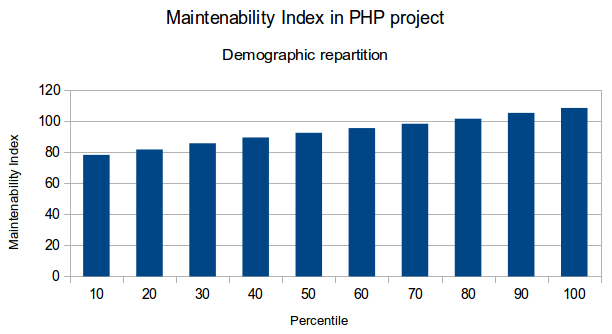 Maintenability Index in PHP project
Demographic repartition
Maintenability Index
120
100
80
60
40
20
0
10 20 30 40 50 60 70 80 90 100
Percentile